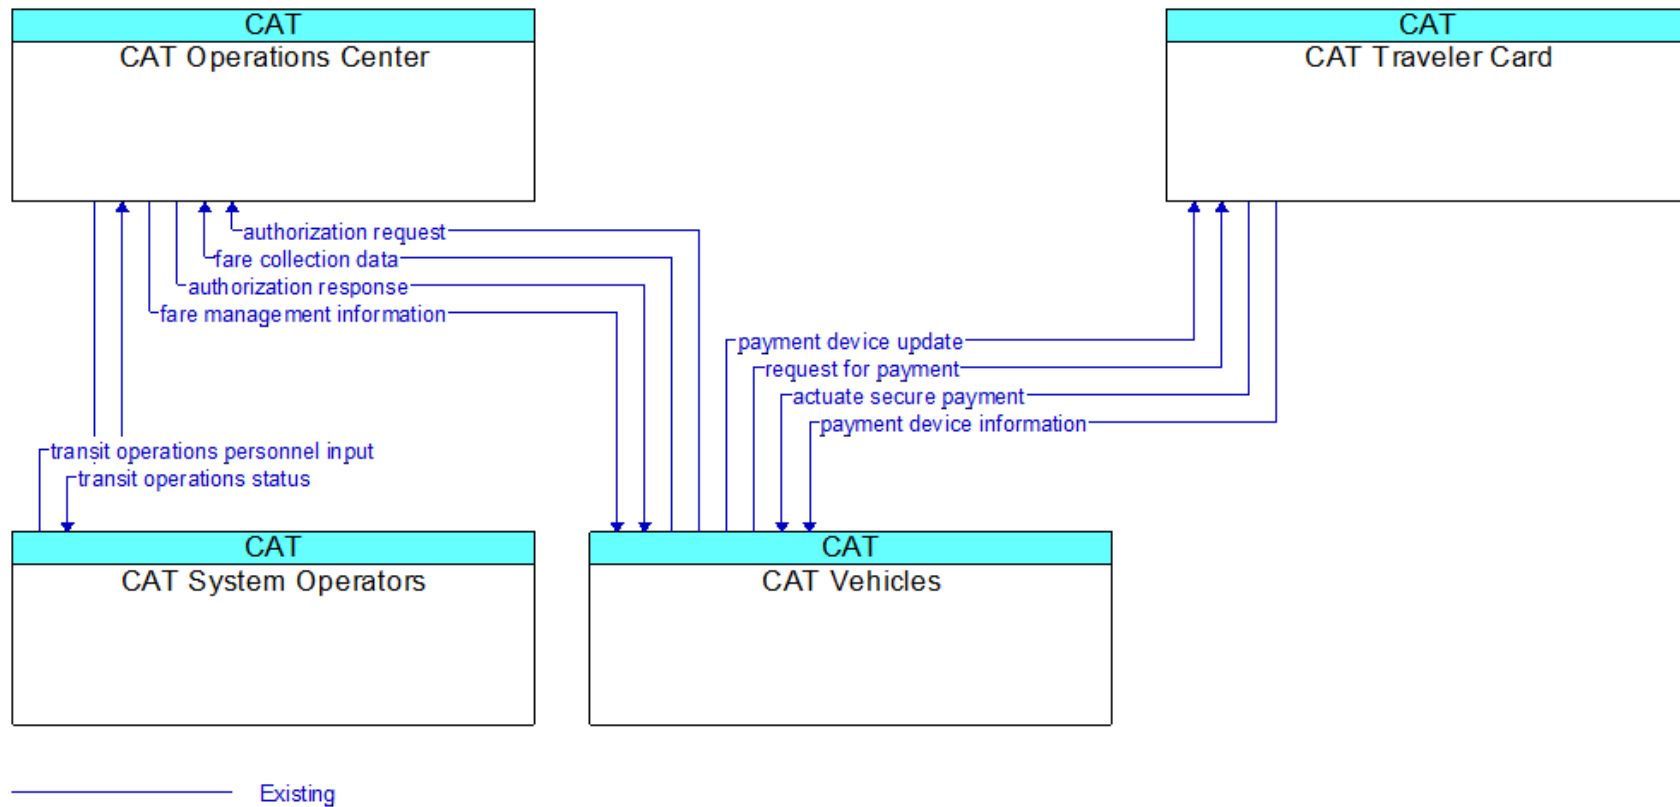 CAT
CAT Operations Center
CAT
CAT Traveler Card
authorization request
fare collection data
authorization response
fare management information
payment device update
request for payment
actuate secure payment
payment device information
transit operations personnel input
transit operations status
CAT
CAT System Operators
CAT
CAT Vehicles
Existing